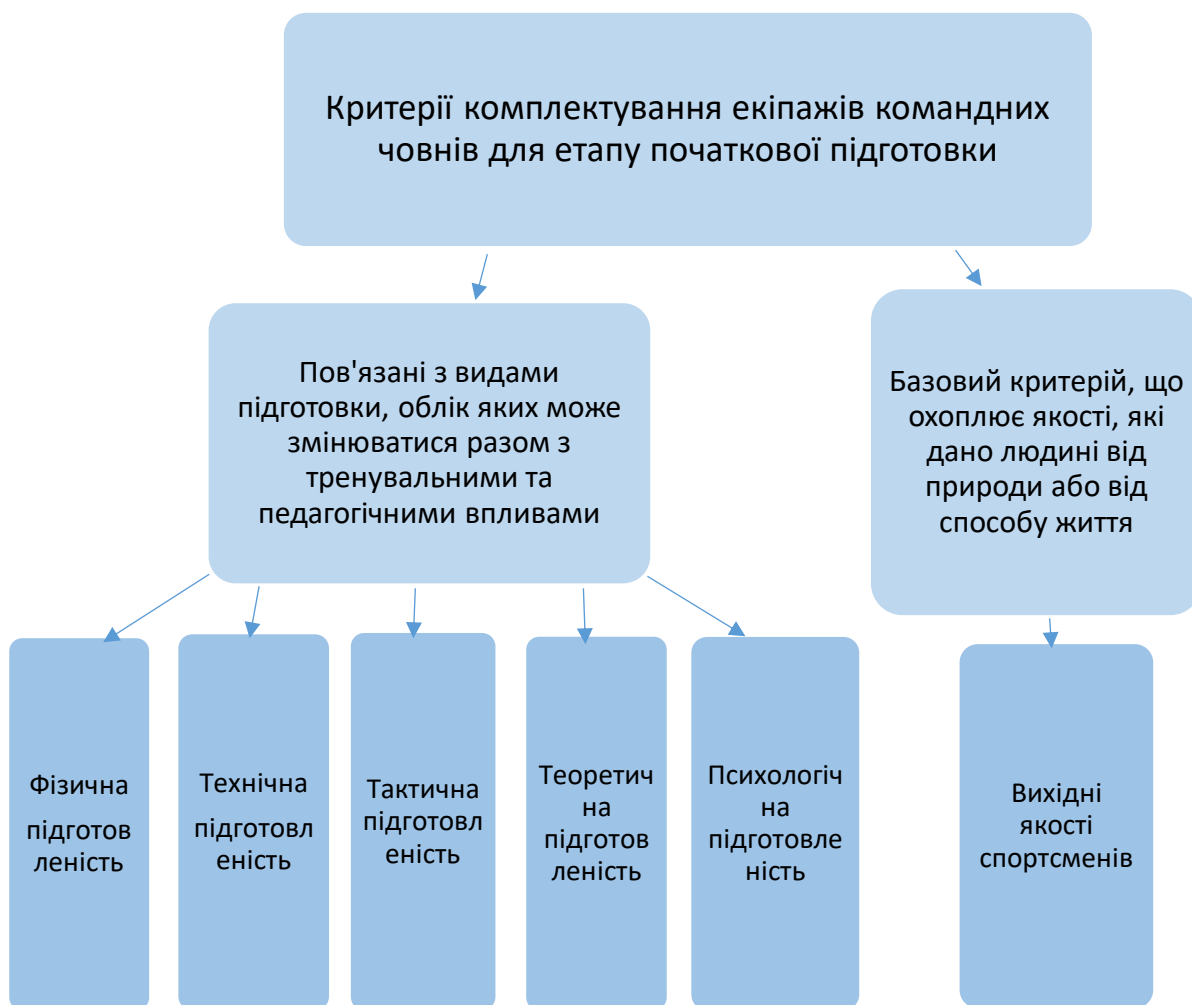 Критерії комплектування екіпажів командних
човнів для етапу початкової підготовки
Пов'язані з видами
підготовки, облік яких може
змінюватися разом з
тренувальними та
педагогічними впливами
Базовий критерій, що
охоплює якості, які
дано людині від
природи або від
способу життя
Фізична
підготов
леність
Технічна
підготовл
еність
Тактична
підготовл
еність
Теоретич
на
підготов
леність
Психологіч
на
підготовле
ність
Вихідні
якості
спортсменів